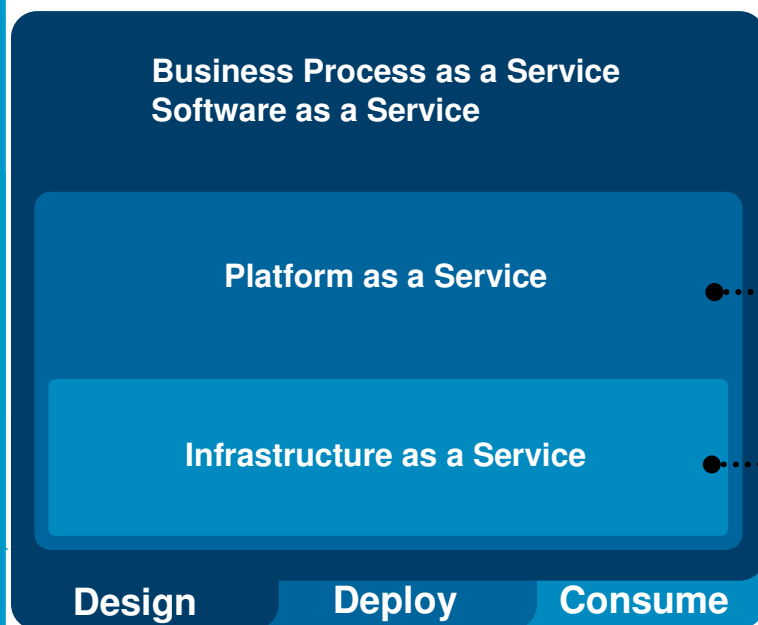 Business Process as a Service
Software as a Service
Platform as a Service
Infrastructure as a Service
Design Deploy Consume